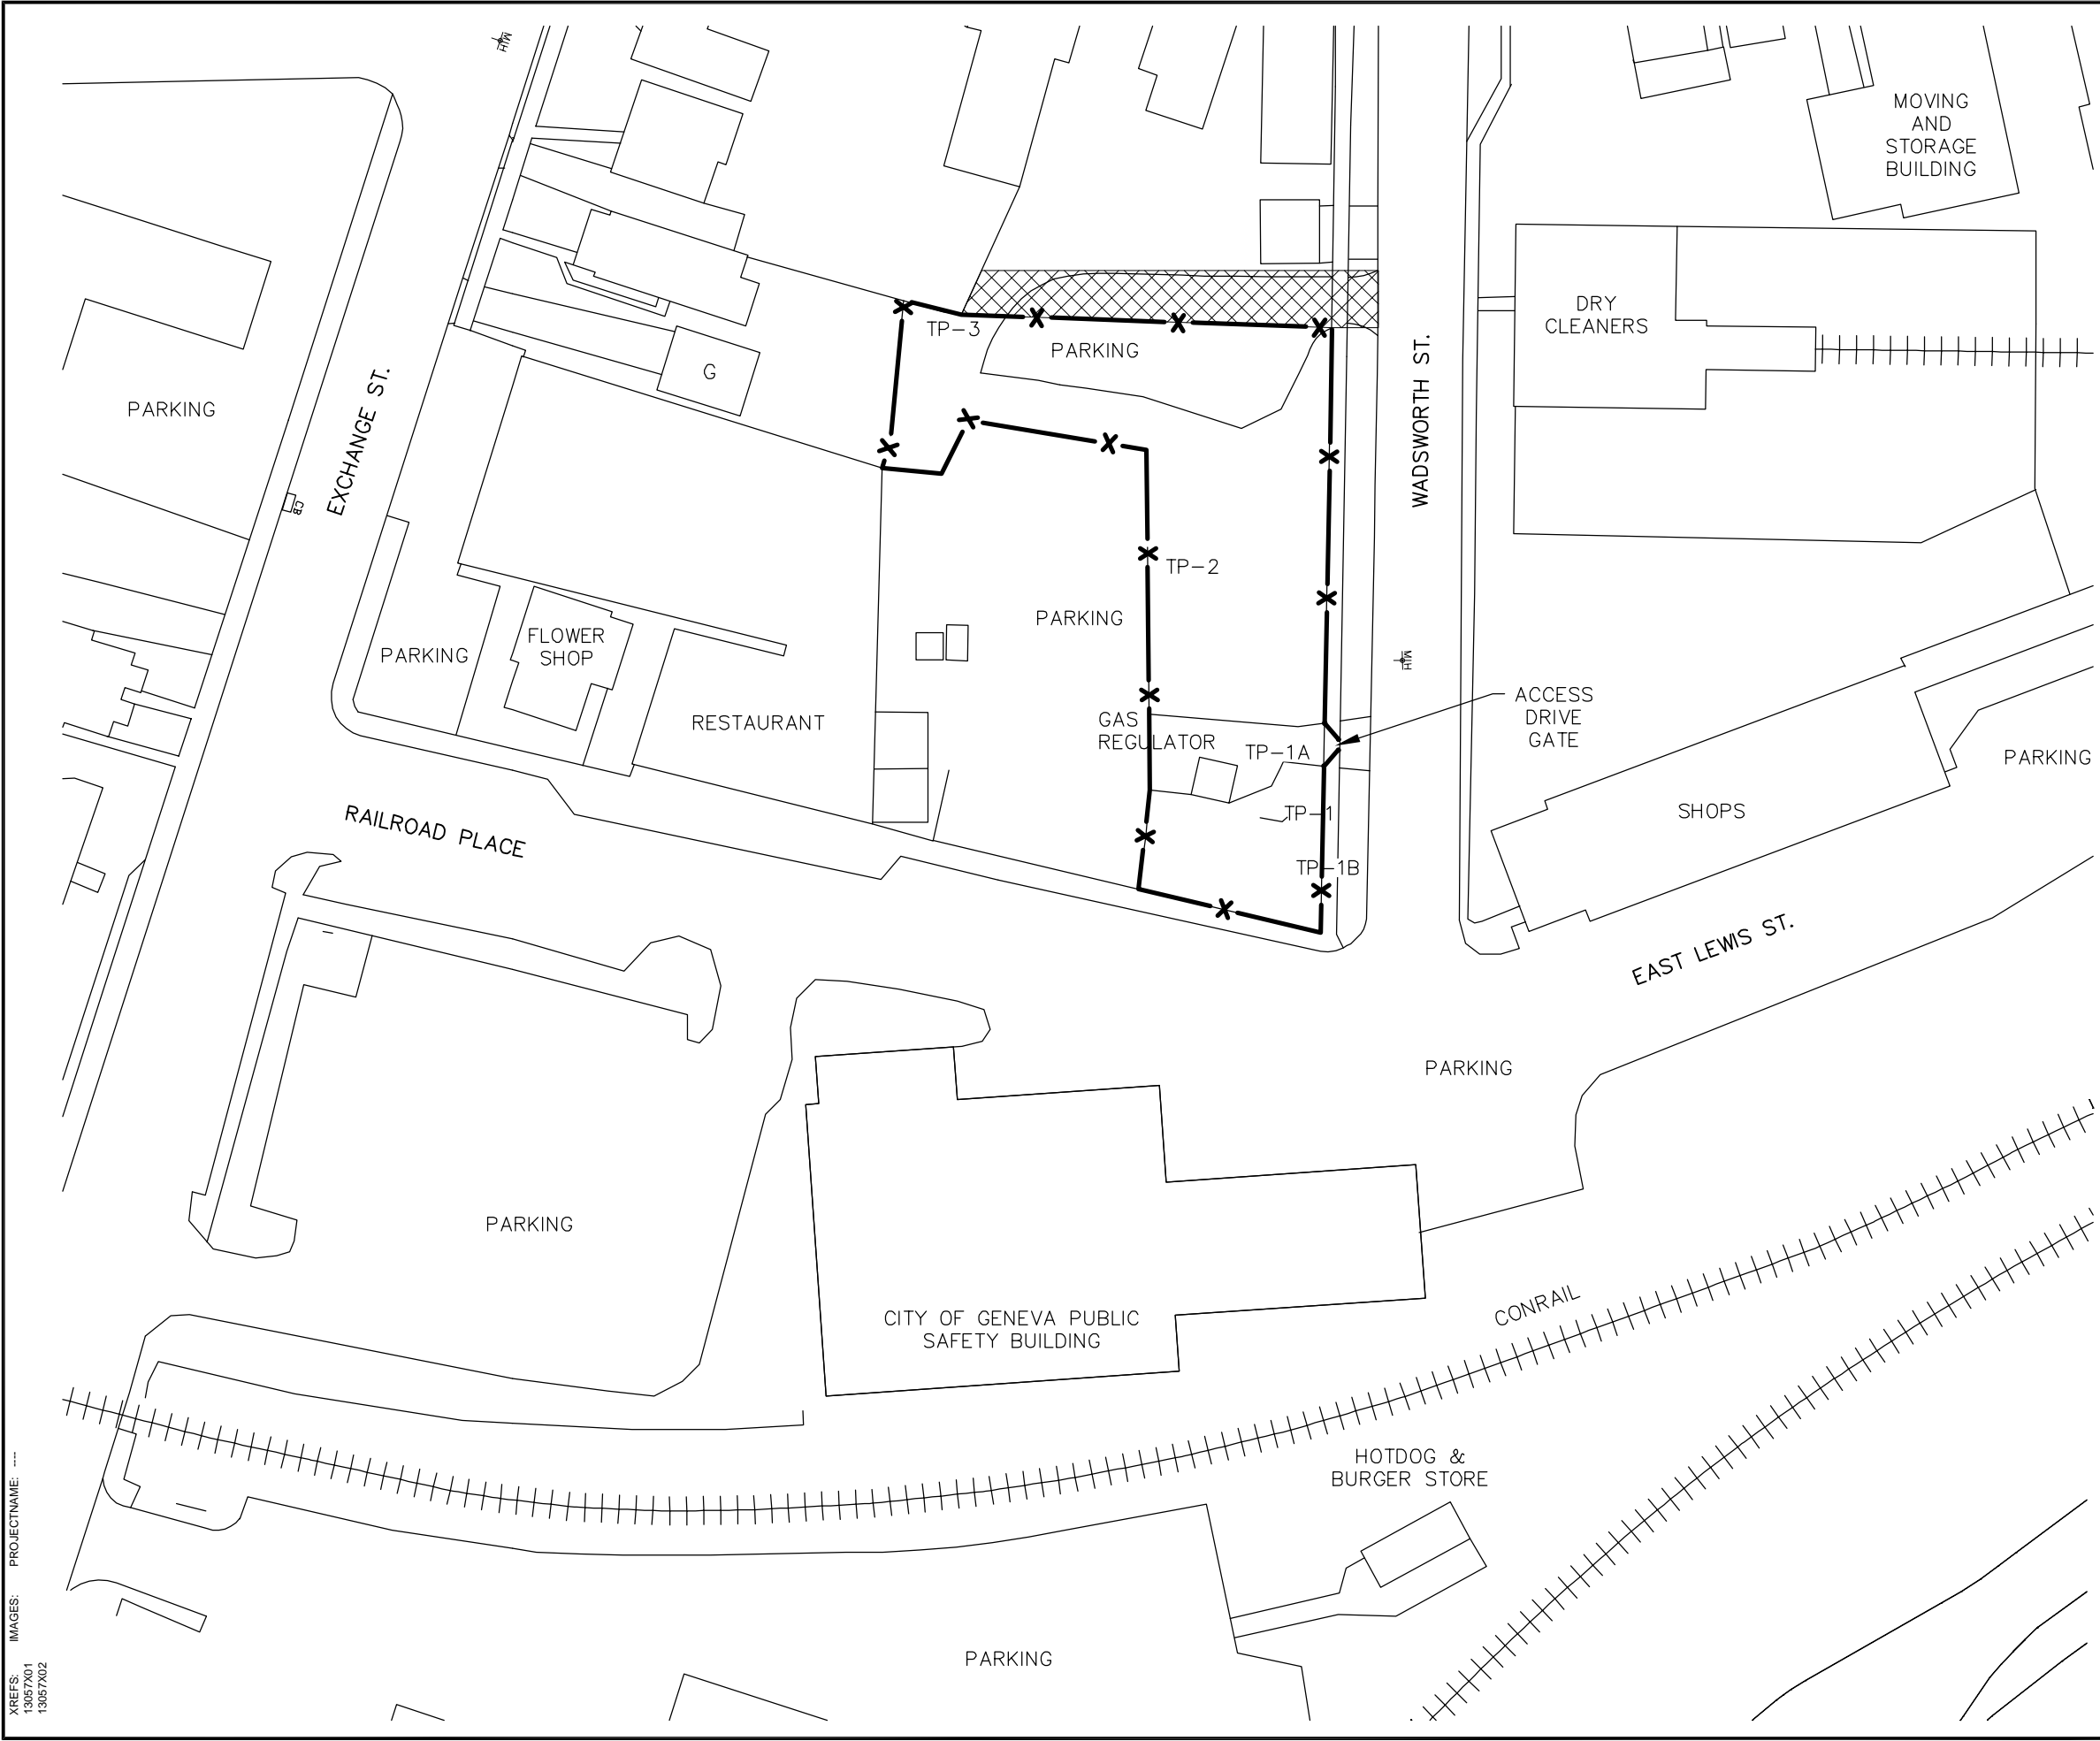 MH
MOVING
AND
STORAGE
BUILDING
DRY
CLEANERS
TP-3
PARKING
WADSWORTH ST.
G
PARKING
EXCHANGE ST.
CB
TP-2
PARKING
FLOWER
SHOP
PARKING
MH
RESTAURANT
GAS
REGULATOR
TP-1A
ACCESS
DRIVE
GATE
PARKING
SHOPS
TP-1
RAILROAD PLACE
TP-1B
EAST LEWIS ST.
PARKING
PARKING
CITY OF GENEVA PUBLIC
SAFETY BUILDING
CONRAIL
HOTDOG &
BURGER STORE
PARKING
XREFS: IMAGES: PROJECTNAME: ---
13057X01
13057X02